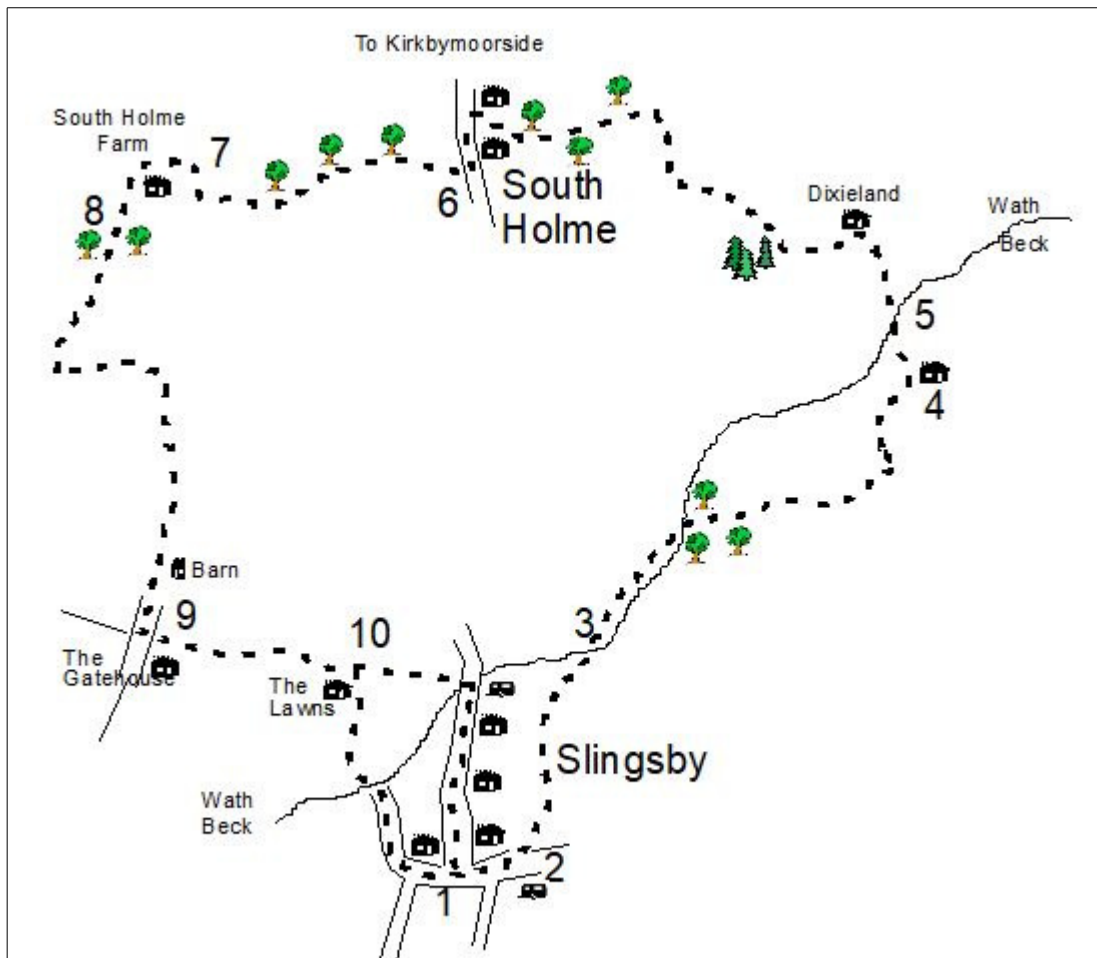 To Kirkbymoorside
South Holme
Farm
7
6
South
Holme
8
Dixieland
Wath
Beck
5
4
Barn
9
10
3
The
Gatehouse
The
Lawns
Slingsby
Wath
Beck
1
2